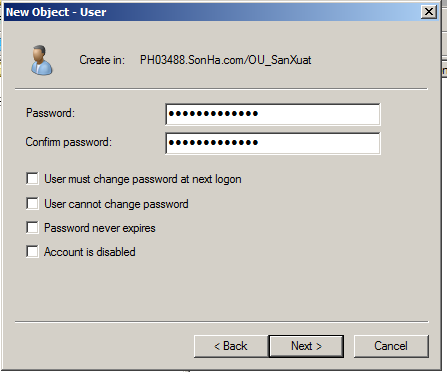 New Object - User
Create in: PH03488.SonHa.com/OU_SanXuat
Password: •••••••••••••
Confirm password: •••••••••••••
User must change password at next logon
User cannot change password
Password never expires
Account is disabled
< Back Next > Cancel